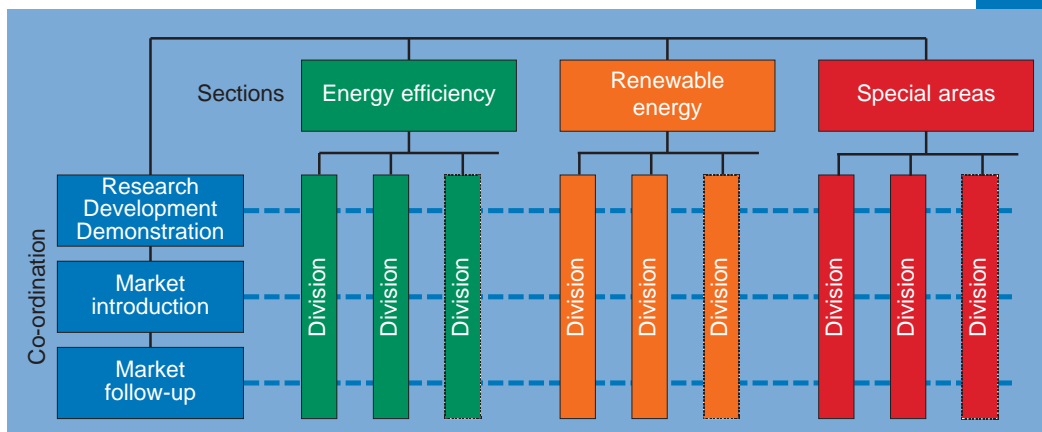 Sections
Energy efficiency
Renewable
energy
Special areas
Co-ordination
Research
Development
Demonstration
Market
introduction
Market
follow-up
Division
Division
Division
Division
Division
Division
Division
Division
Division